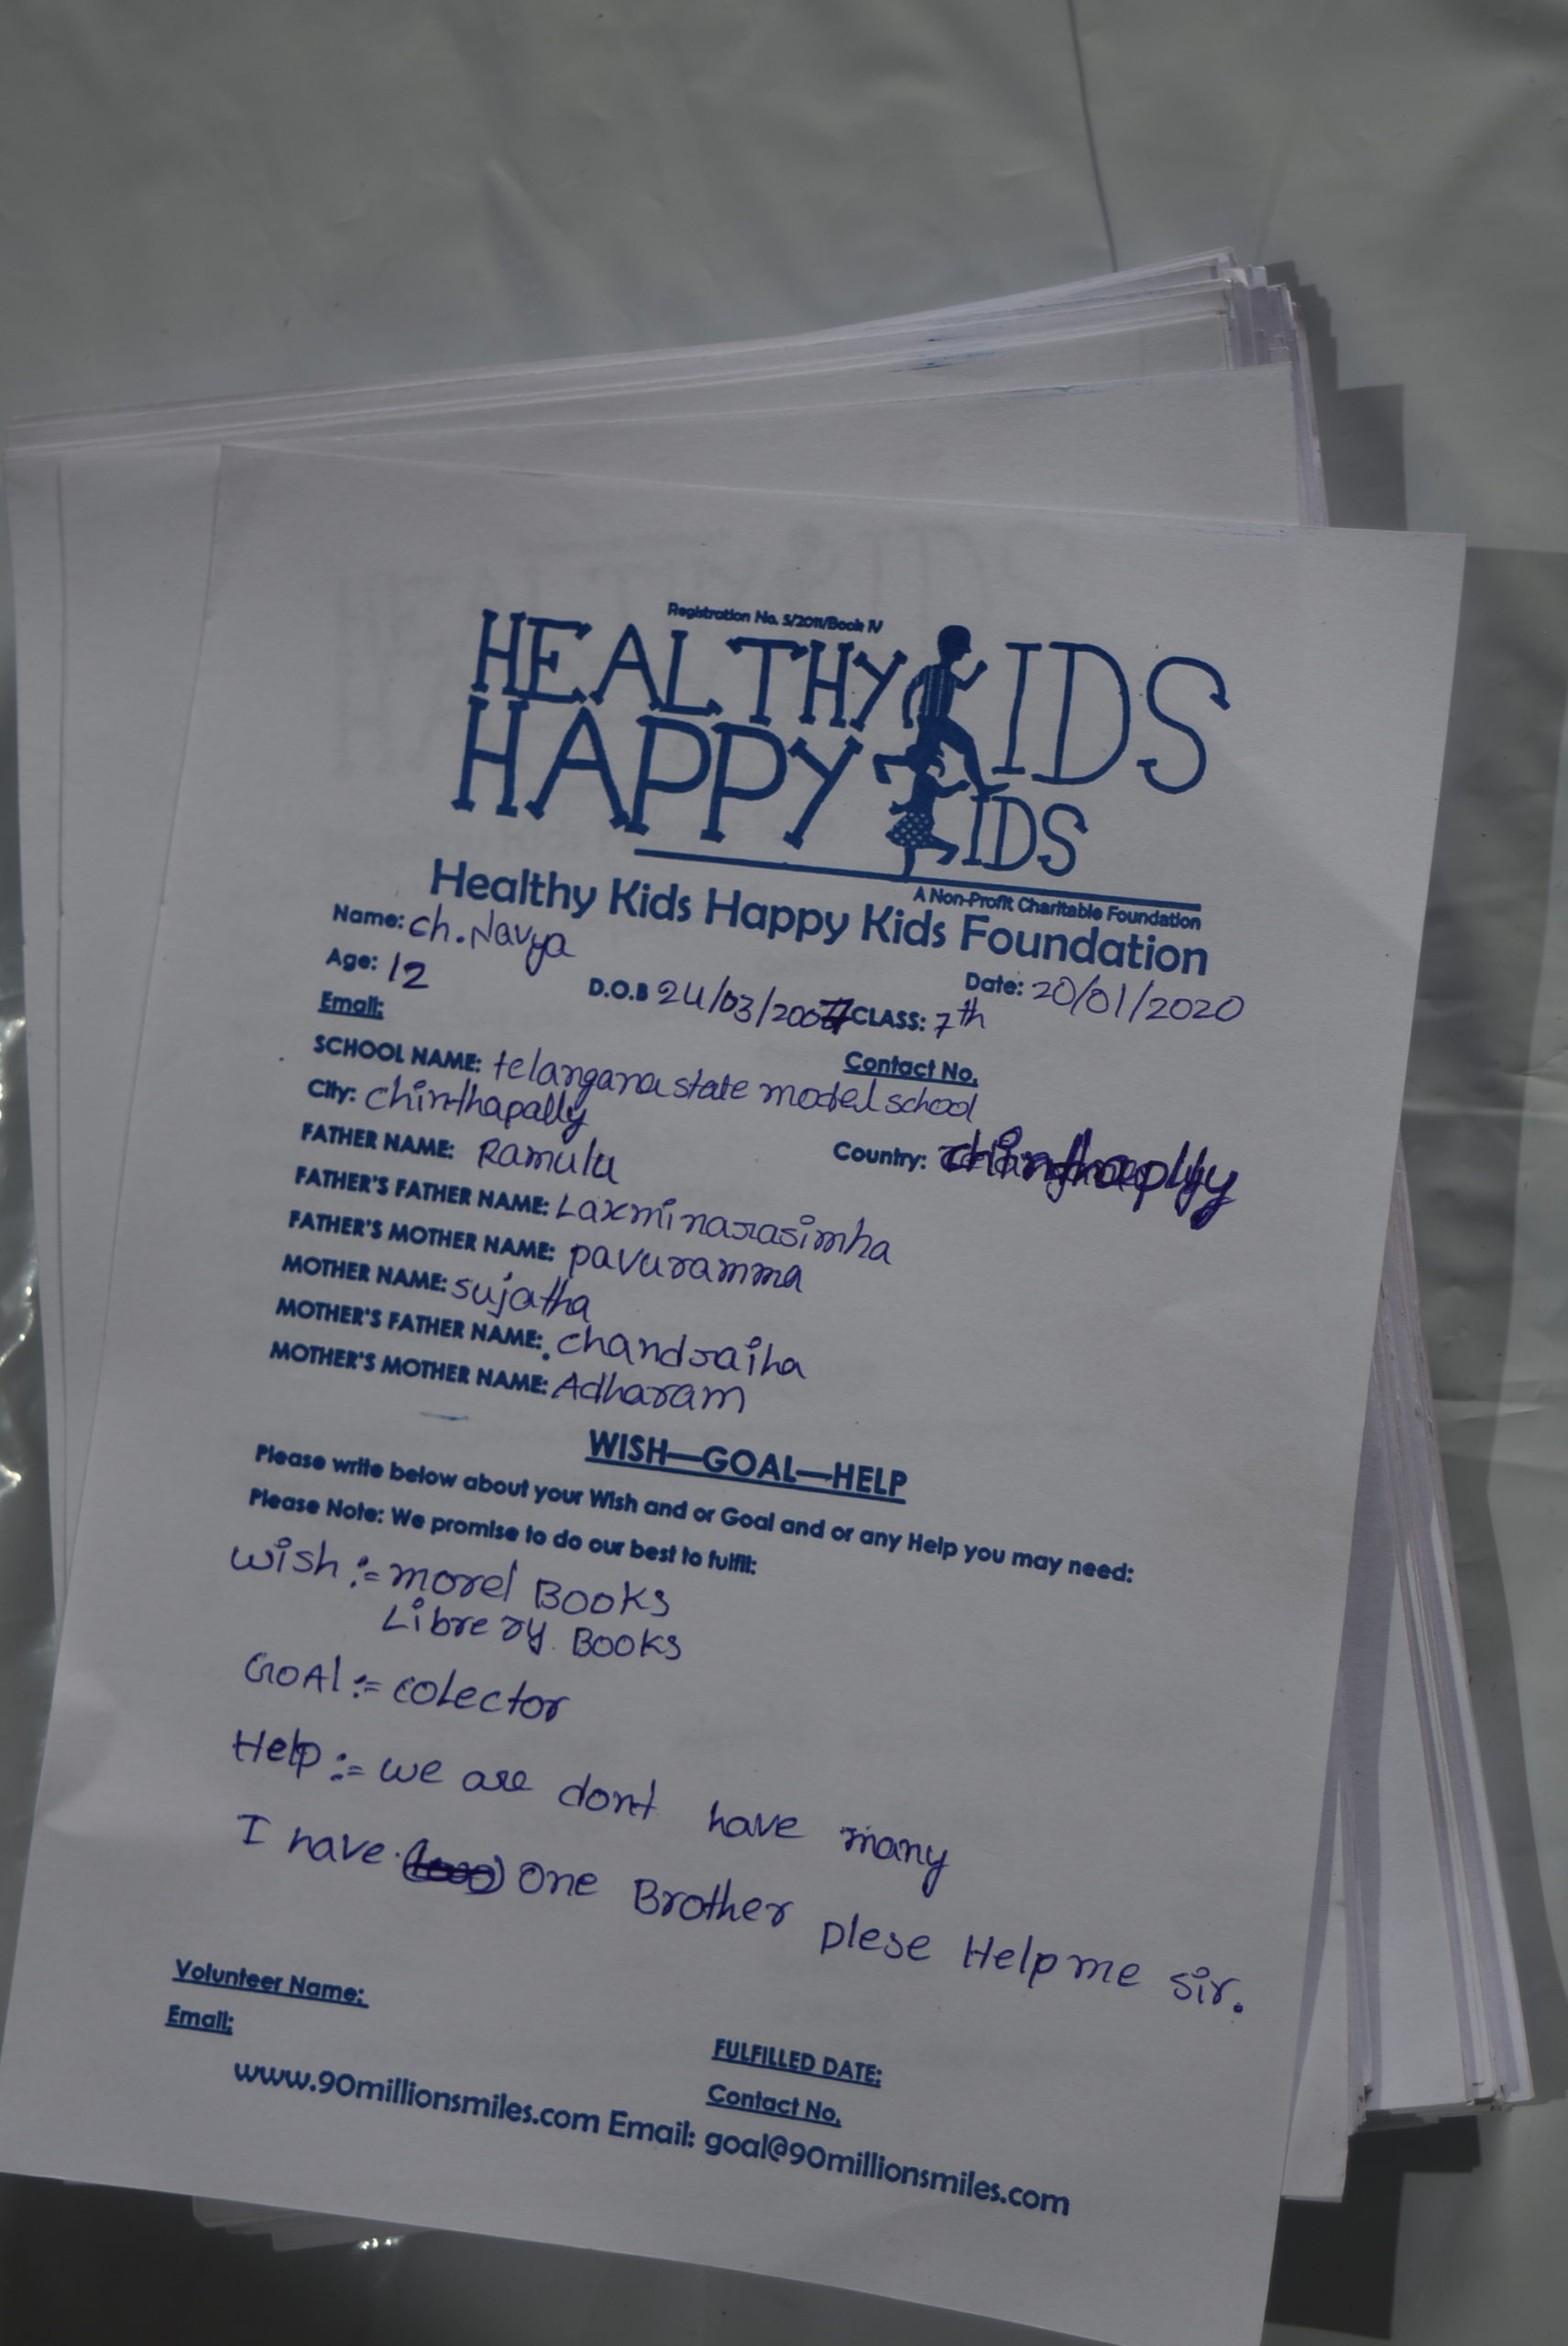 Registration No. 5/2011/Book IV
HEALTHY KIDS
HAPPY KIDS
A Non-Profit Charitable Foundation
Healthy Kids Happy Kids Foundation
Name: ch. Navya
Date: 20/01/2020
Age: 12 D.O.B 24/03/2007 CLASS: 7th
Email: Contact No.
SCHOOL NAME: telangana state model school
City: chinthapally Country:
FATHER NAME: Ramulu
FATHER'S FATHER NAME: Laxminarasimha
FATHER'S MOTHER NAME: pavuramma
MOTHER NAME: sujatha
MOTHER'S FATHER NAME: chandraiha
MOTHER'S MOTHER NAME: Adharam
WISH—GOAL—HELP
Please write below about your Wish and or Goal and or any Help you may need:
Please Note: We promise to do our best to fulfil:
wish := morel BOOKS
Librery. BOOKS
GOAl := coLector
Help := we are dont have many
I have. One Brother plese Help me sir.
Volunteer Name: FULFILLED DATE:
Email: Contact No.
www.90millionsmiles.com Email: goal@90millionsmiles.com